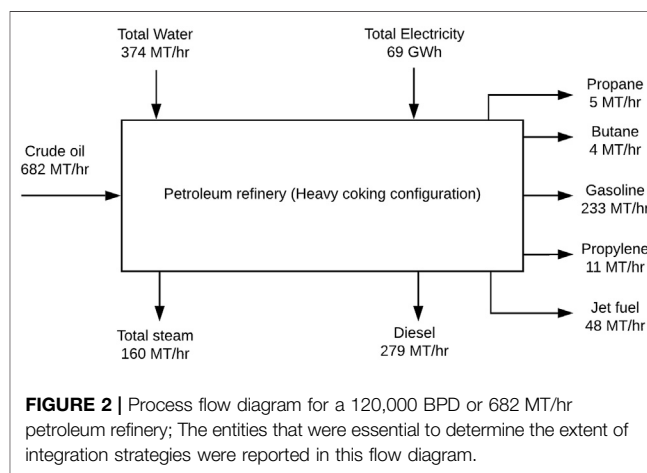 Total Water
374 MT/hr
Total Electricity
69 GWh
Propane
5 MT/hr
Butane
4 MT/hr
Crude oil
682 MT/hr
Petroleum refinery (Heavy coking configuration)
Gasoline
233 MT/hr
Propylene
11 MT/hr
Jet fuel
48 MT/hr
Total steam
160 MT/hr
Diesel
279 MT/hr
FIGURE 2 | Process flow diagram for a 120,000 BPD or 682 MT/hr
petroleum refinery; The entities that were essential to determine the extent of
integration strategies were reported in this flow diagram.